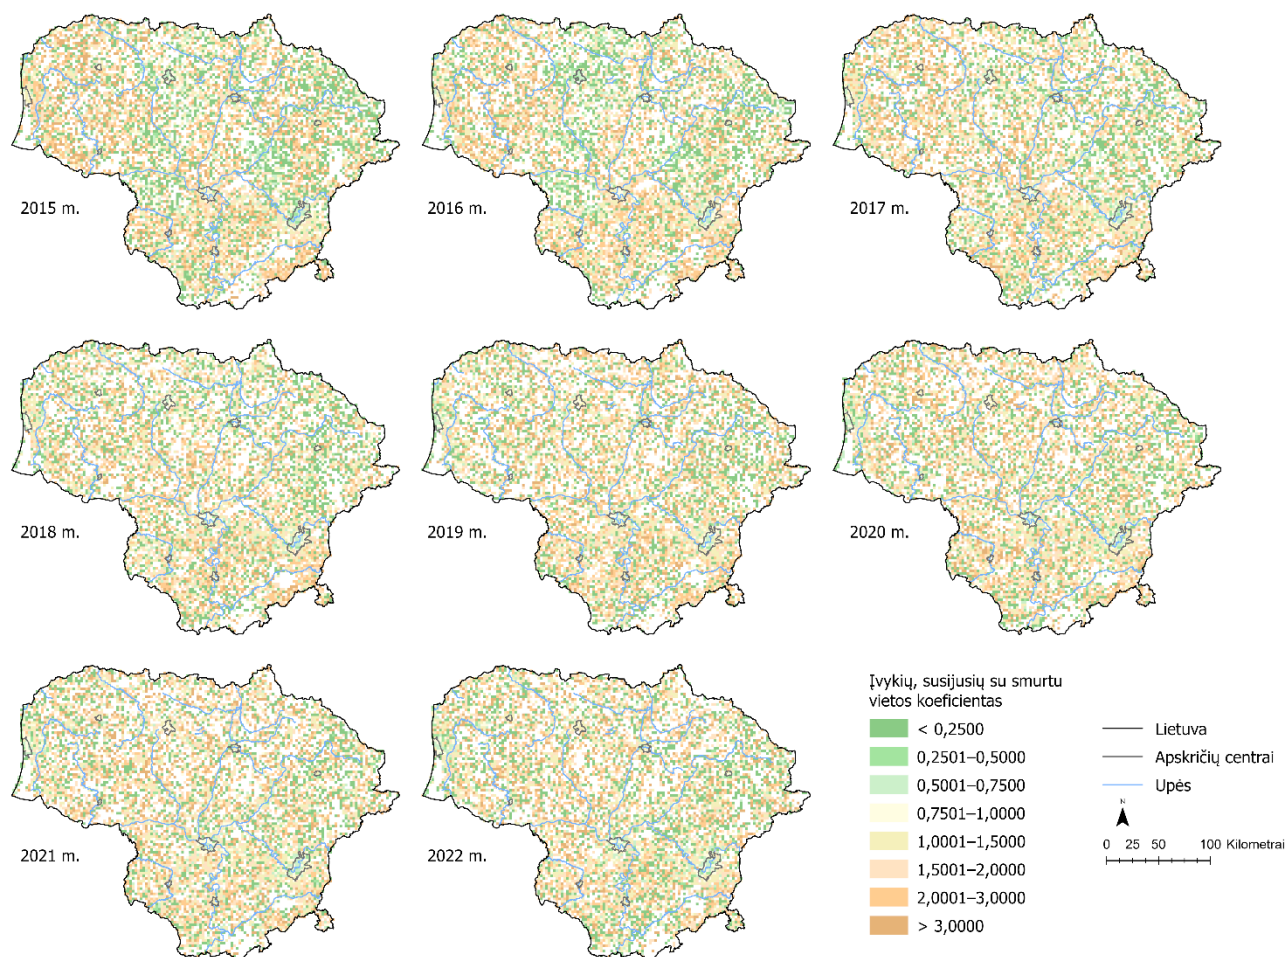 2015 m.
2016 m.
2017 m.
2018 m.
2019 m.
2020 m.
2021 m.
2022 m.
Įvykių, susijusių su smurtu
vietos koeficientas
< 0,2500
0,2501–0,5000
0,5001–0,7500
0,7501–1,0000
1,0001–1,5000
1,5001–2,0000
2,0001–3,0000
> 3,0000
Lietuva
Apskričių centrai
Upės
N
0 25 50 100 Kilometrai